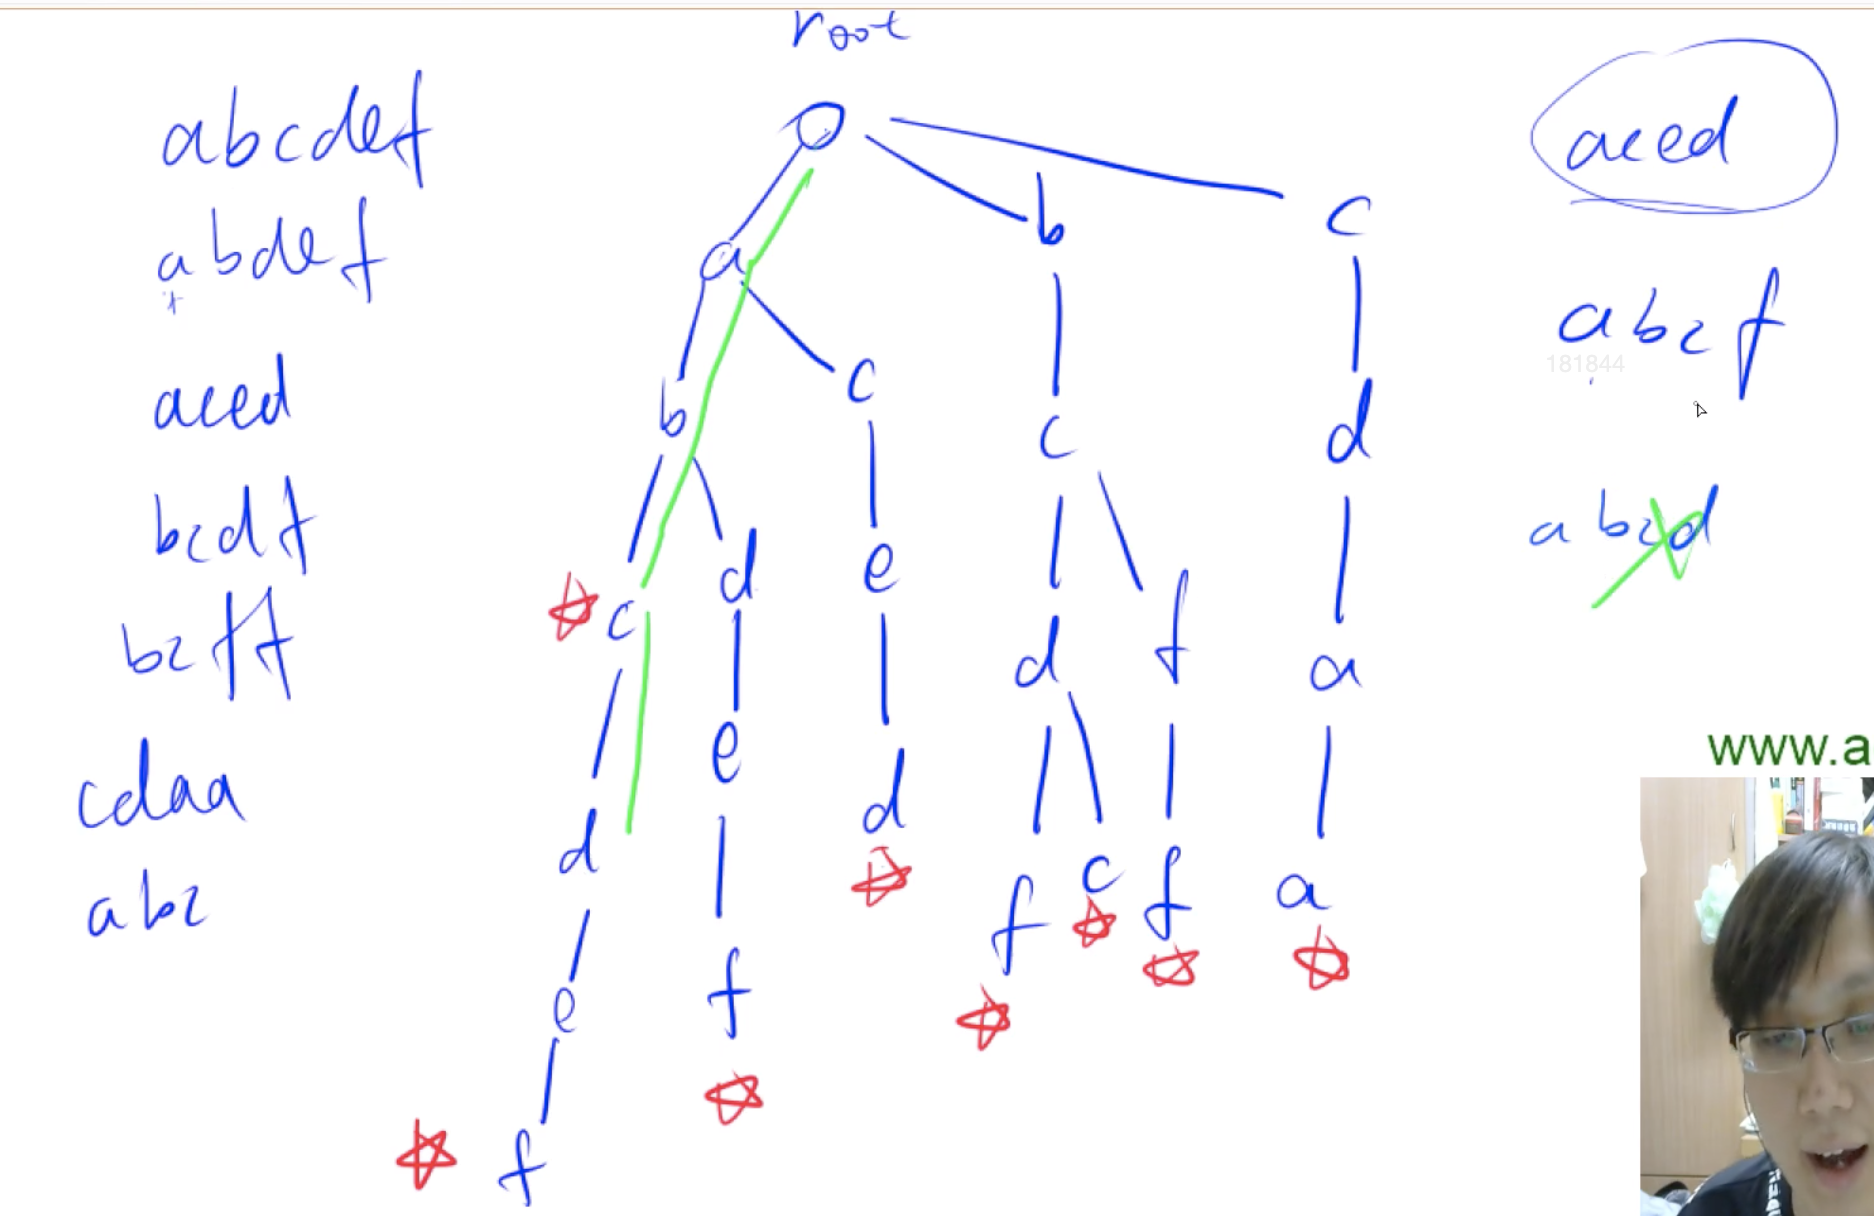 root
abcdef
abdef
aced
bcdf
bcff
cdaa
abc
a b c
b c c d
c d e d f d
d e d f a
e f d f c f a
f
aced
abcf
181844
abcd
www.a